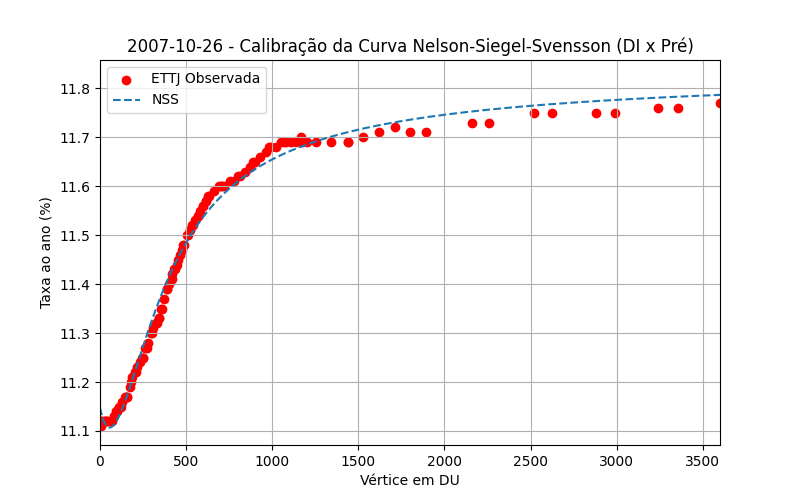 2007-10-26 - Calibração da Curva Nelson-Siegel-Svensson (DI x Pré)
ETTJ Observada
NSS
Taxa ao ano (%)
11.8
11.7
11.6
11.5
11.4
11.3
11.2
11.1
0 500 1000 1500 2000 2500 3000 3500
Vértice em DU